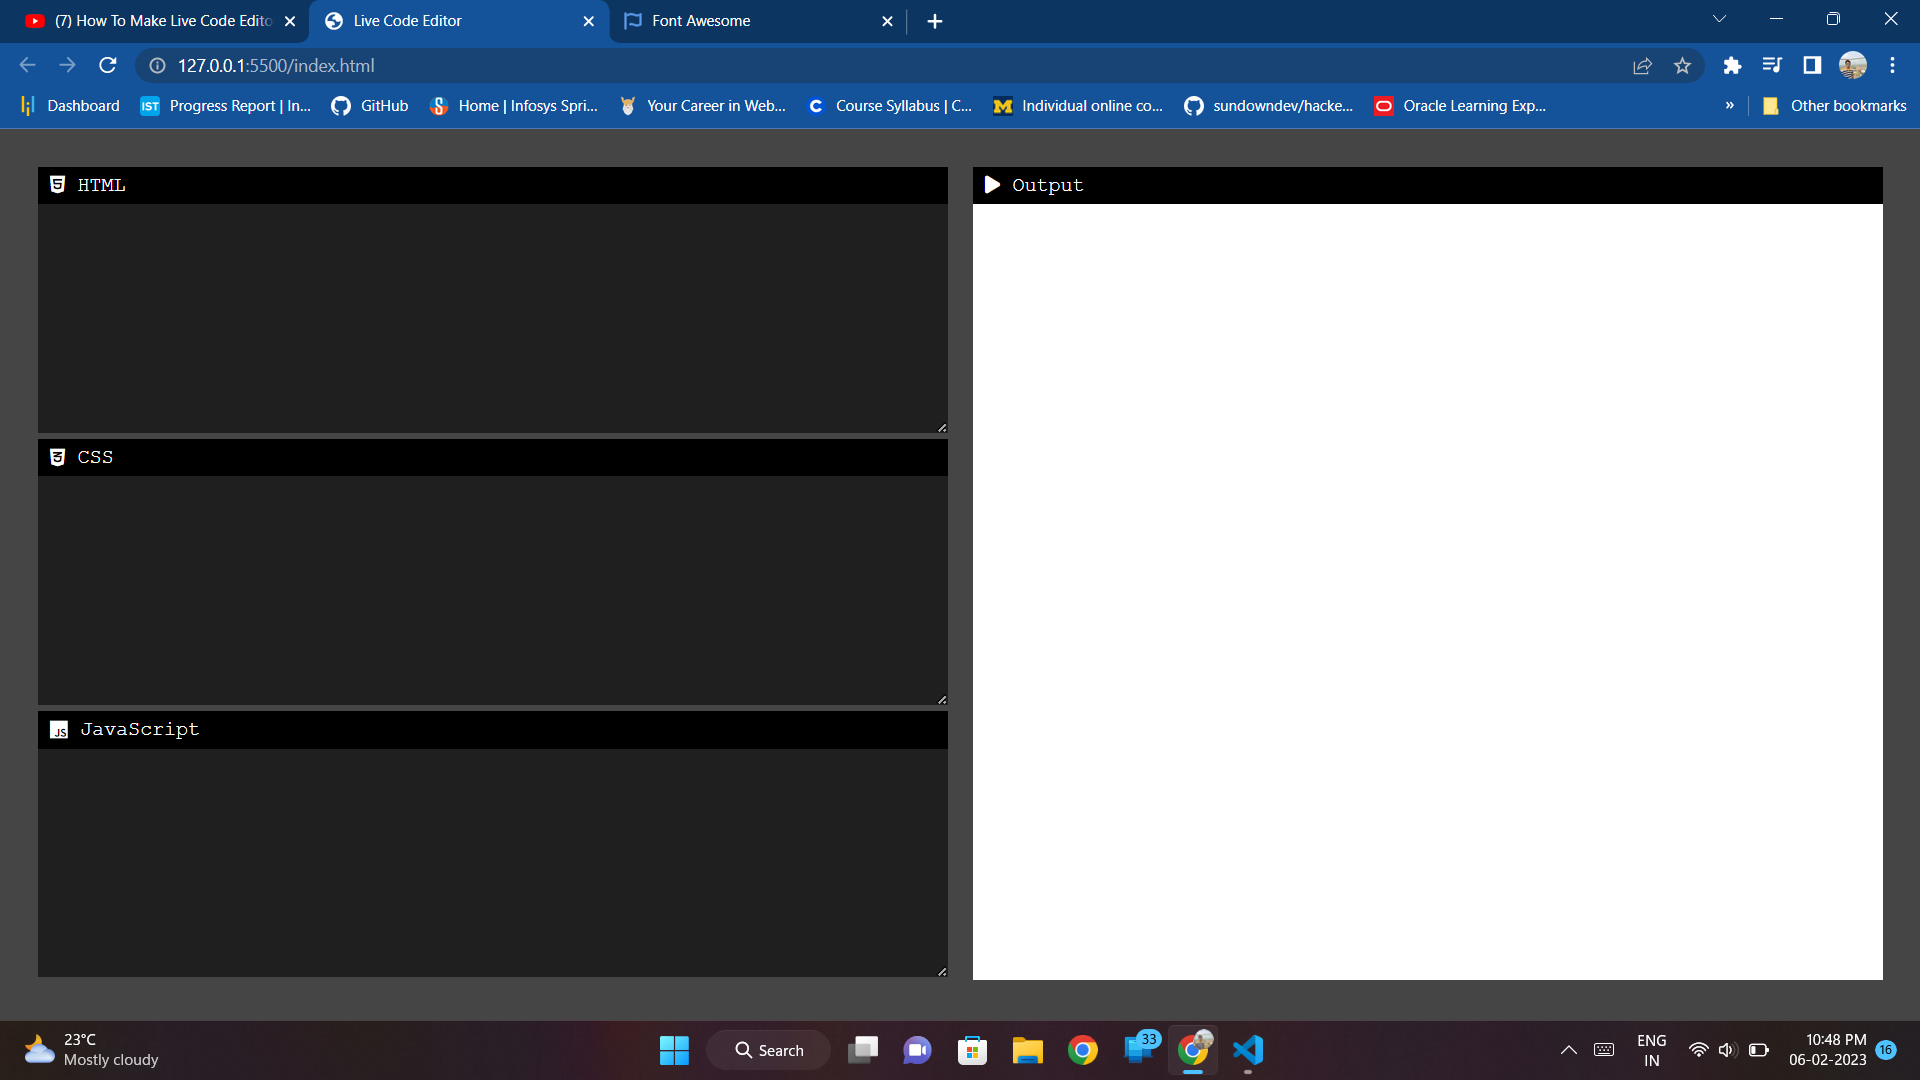 (7) How To Make Live Code Edito
Live Code Editor
Font Awesome
127.0.0.1:5500/index.html
Dashboard
IST
Progress Report | In...
GitHub
Home | Infosys Spri...
Your Career in Web...
Course Syllabus | C...
Individual online co...
sundowndev/hacke...
Oracle Learning Exp...
»
Other bookmarks
HTML
Output
CSS
JS
JavaScript
23°C
Mostly cloudy
Search
33
ENG
IN
10:48 PM
06-02-2023
16